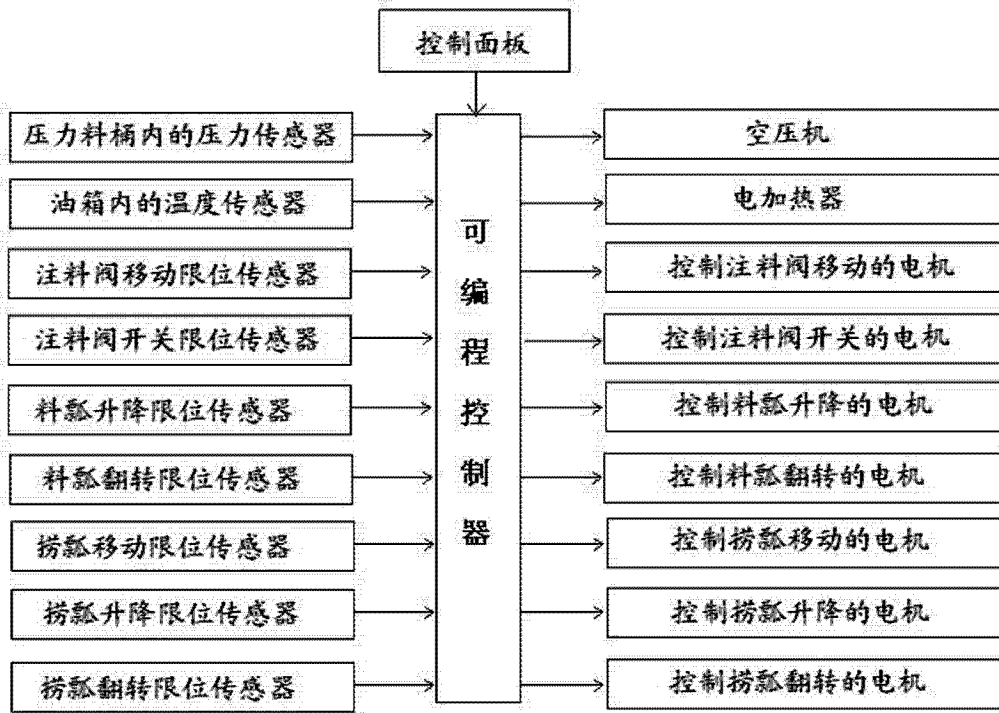 控制面板
压力料桶内的压力传感器
油箱内的温度传感器
注料阀移动限位传感器
注料阀开关限位传感器
料瓢升降限位传感器
料瓢翻转限位传感器
捞瓢移动限位传感器
捞瓢升降限位传感器
捞瓢翻转限位传感器
可编程控制器
空压机
电加热器
控制注料阀移动的电机
控制注料阀开关的电机
控制料瓢升降的电机
控制料瓢翻转的电机
控制捞瓢移动的电机
控制捞瓢升降的电机
控制捞瓢翻转的电机